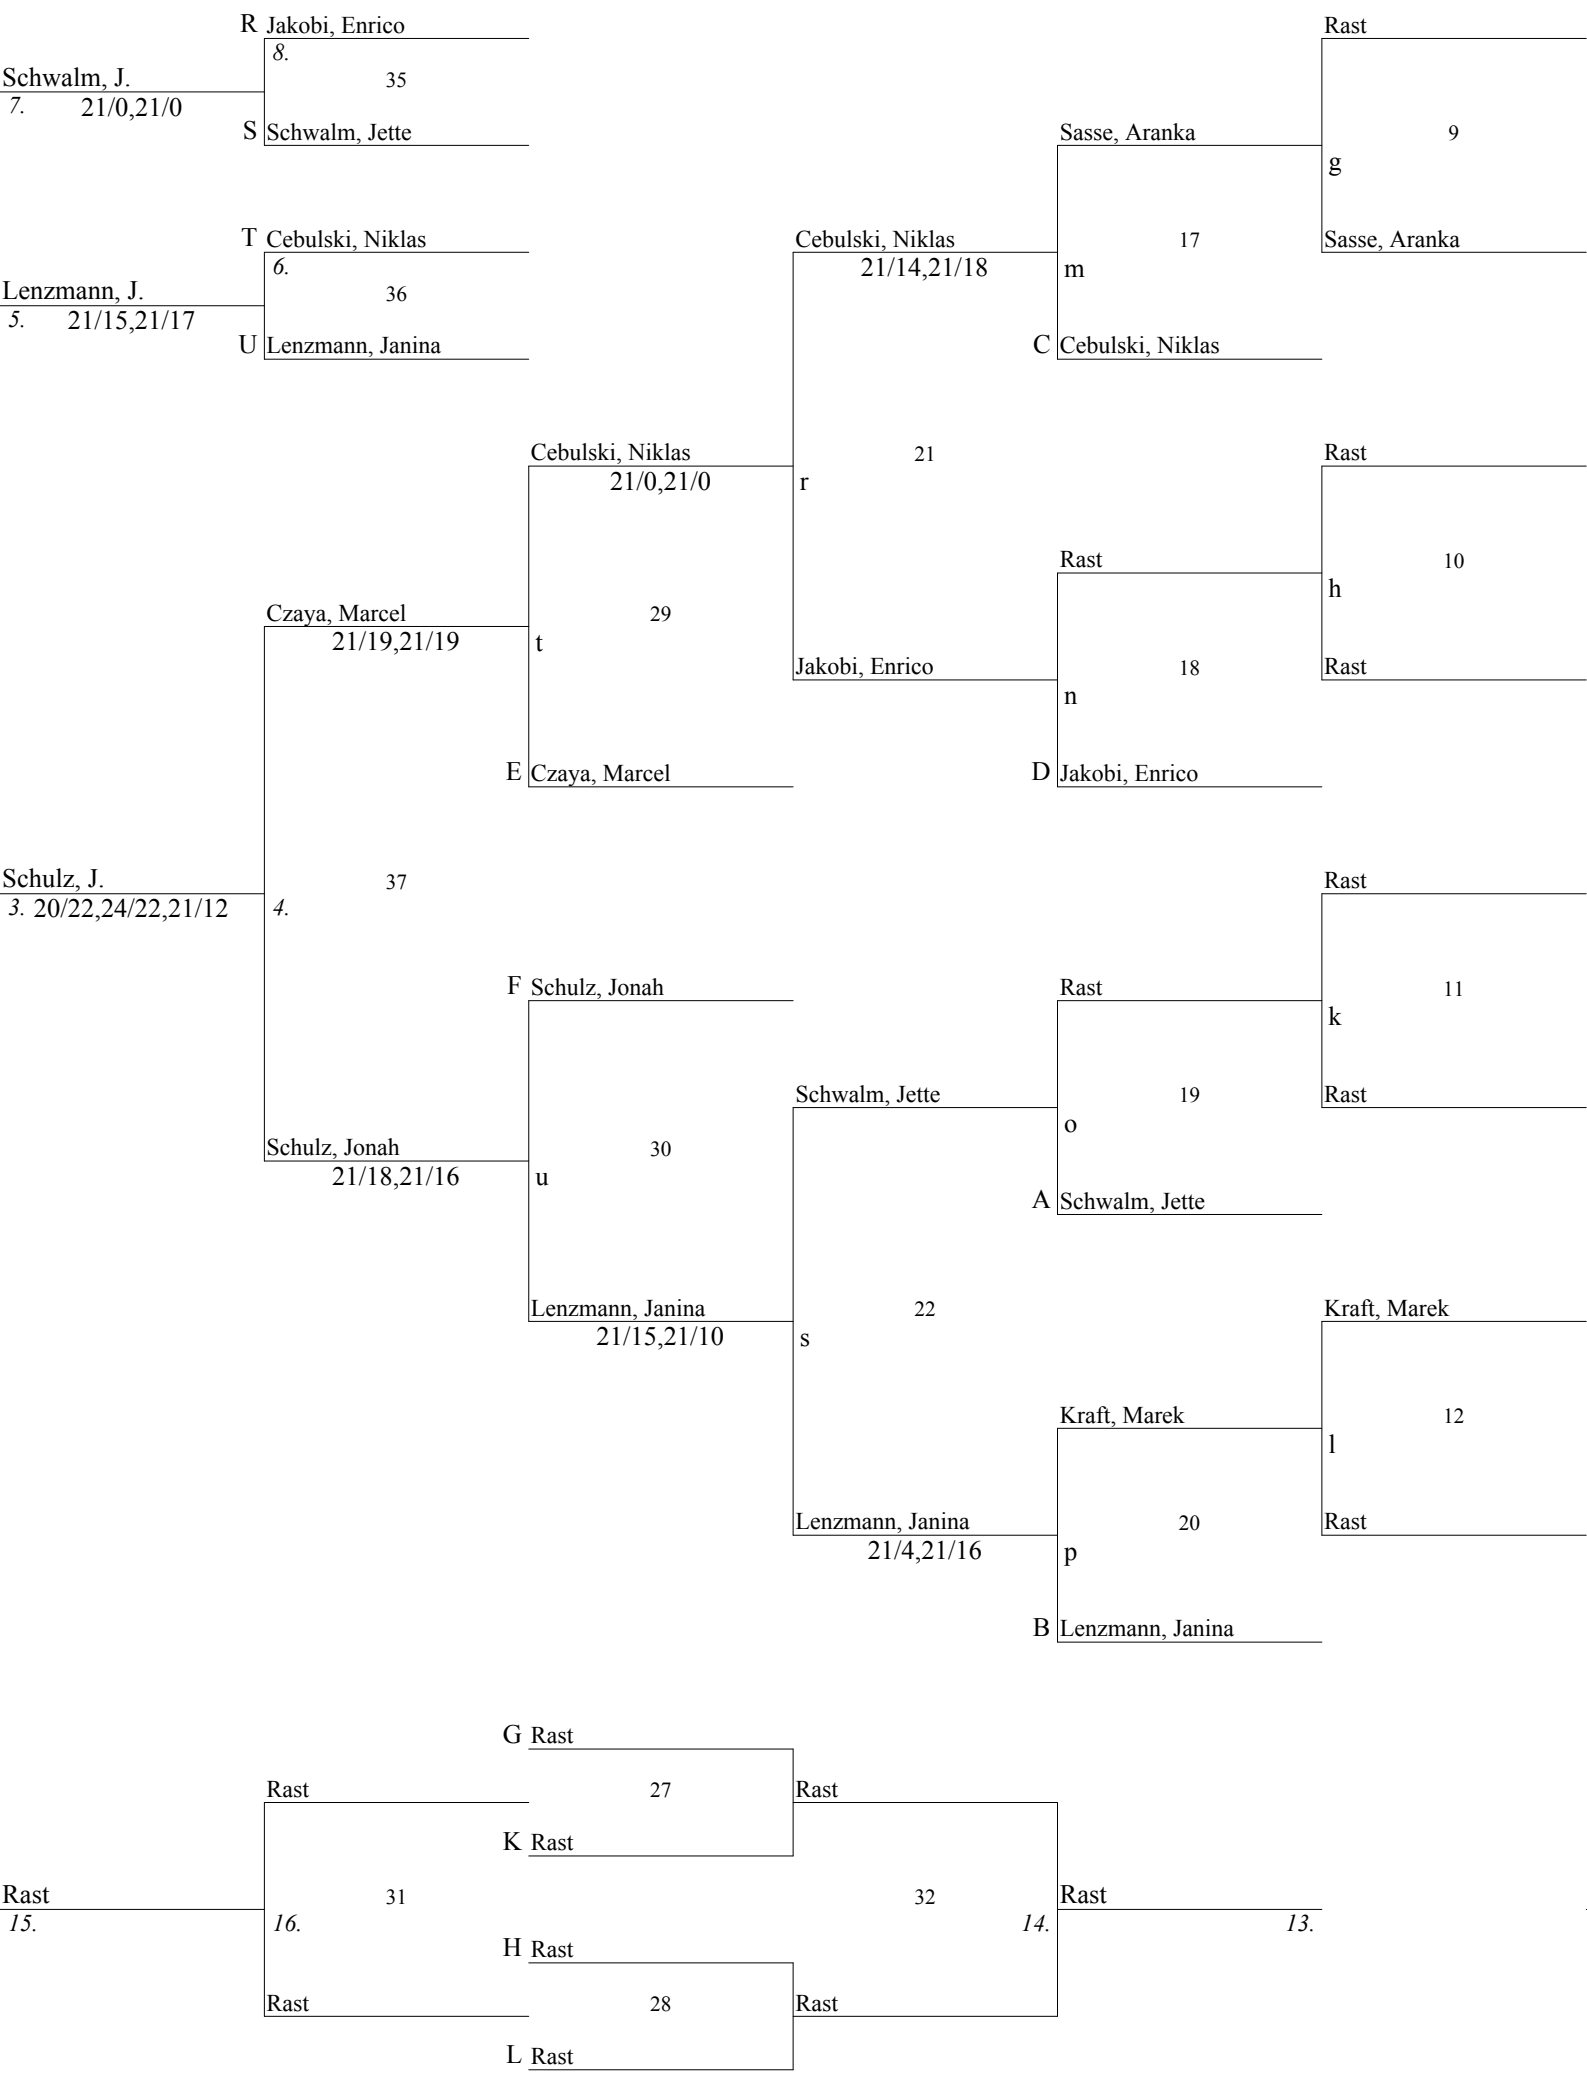 R Jakobi, Enrico
Rast
8.
Schwalm, J.
35
7. 21/0,21/0
S Schwalm, Jette
Sasse, Aranka
9
g
T Cebulski, Niklas
Cebulski, Niklas
17
Sasse, Aranka
6.
21/14,21/18
m
Lenzmann, J.
36
5. 21/15,21/17
U Lenzmann, Janina
C Cebulski, Niklas
Cebulski, Niklas
21
Rast
21/0,21/0
r
Rast
10
h
Czaya, Marcel
29
21/19,21/19
t
Jakobi, Enrico
18
Rast
n
E Czaya, Marcel
D Jakobi, Enrico
Schulz, J.
37
Rast
3. 20/22,24/22,21/12
4.
F Schulz, Jonah
Rast
11
k
Schwalm, Jette
19
Rast
o
Schulz, Jonah
30
21/18,21/16
u
A Schwalm, Jette
Lenzmann, Janina
22
Kraft, Marek
21/15,21/10
s
Kraft, Marek
12
l
Lenzmann, Janina
20
Rast
21/4,21/16
p
B Lenzmann, Janina
G Rast
Rast
27
Rast
K Rast
Rast
31
32
Rast
15.
16.
14.
13.
H Rast
Rast
28
Rast
L Rast